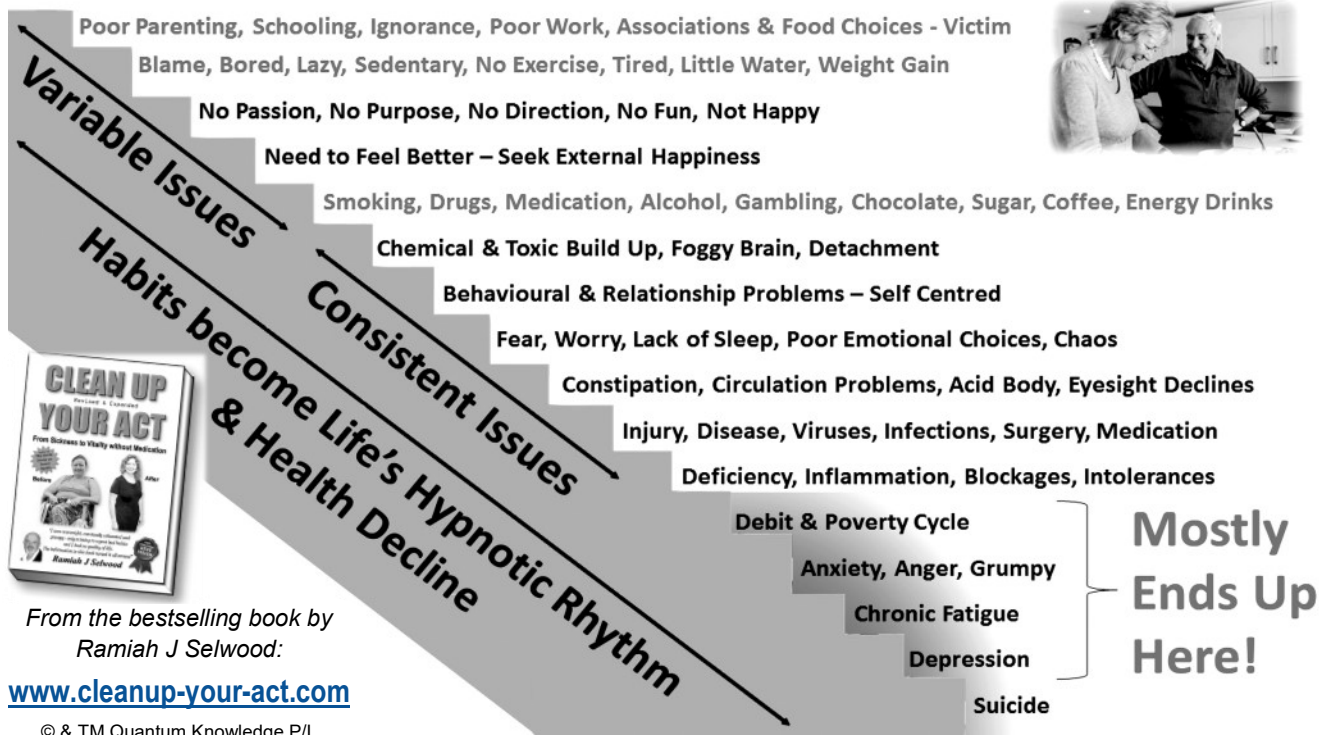 Poor Parenting, Schooling, Ignorance, Poor Work, Associations & Food Choices - Victim
Blame, Bored, Lazy, Sedentary, No Exercise, Tired, Little Water, Weight Gain
No Passion, No Purpose, No Direction, No Fun, Not Happy
Need to Feel Better – Seek External Happiness
Smoking, Drugs, Medication, Alcohol, Gambling, Chocolate, Sugar, Coffee, Energy Drinks
Chemical & Toxic Build Up, Foggy Brain, Detachment
Behavioural & Relationship Problems – Self Centred
Fear, Worry, Lack of Sleep, Poor Emotional Choices, Chaos
Constipation, Circulation Problems, Acid Body, Eyesight Declines
Injury, Disease, Viruses, Infections, Surgery, Medication
Deficiency, Inflammation, Blockages, Intolerances
Debit & Poverty Cycle
Anxiety, Anger, Grumpy
Chronic Fatigue
Depression
Suicide
Mostly
Ends Up
Here!
Variable Issues
Consistent Issues
Habits become Life's Hypnotic Rhythm
& Health Decline
CLEAN UP
Revised & Expanded
YOUR ACT
From Sickness to Vitality without Medication
Before
After
Ramiah J Selwood
From the bestselling book by
Ramiah J Selwood:
www.cleanup-your-act.com
© & TM Quantum Knowledge P/L